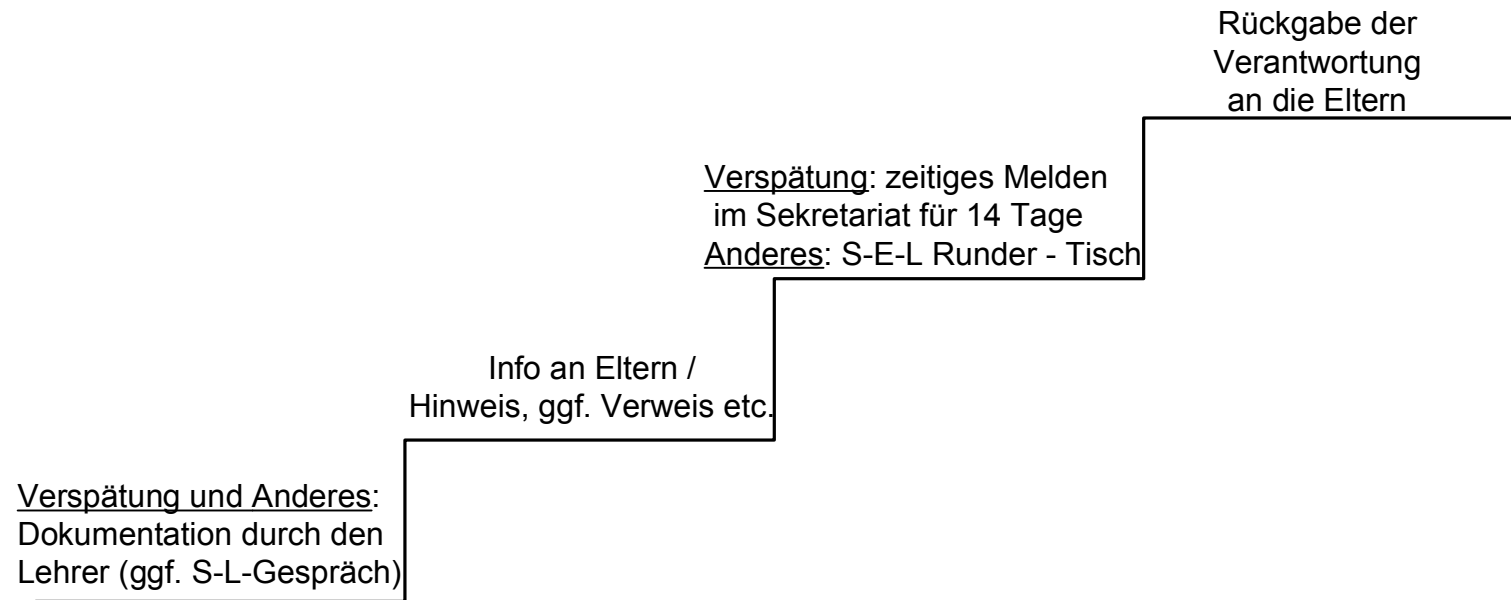 Rückgabe der
Verantwortung
an die Eltern
Verspätung: zeitiges Melden
im Sekretariat für 14 Tage
Anderes: S-E-L Runder - Tisch
Info an Eltern /
Hinweis, ggf. Verweis etc.
Verspätung und Anderes:
Dokumentation durch den
Lehrer (ggf. S-L-Gespräch)